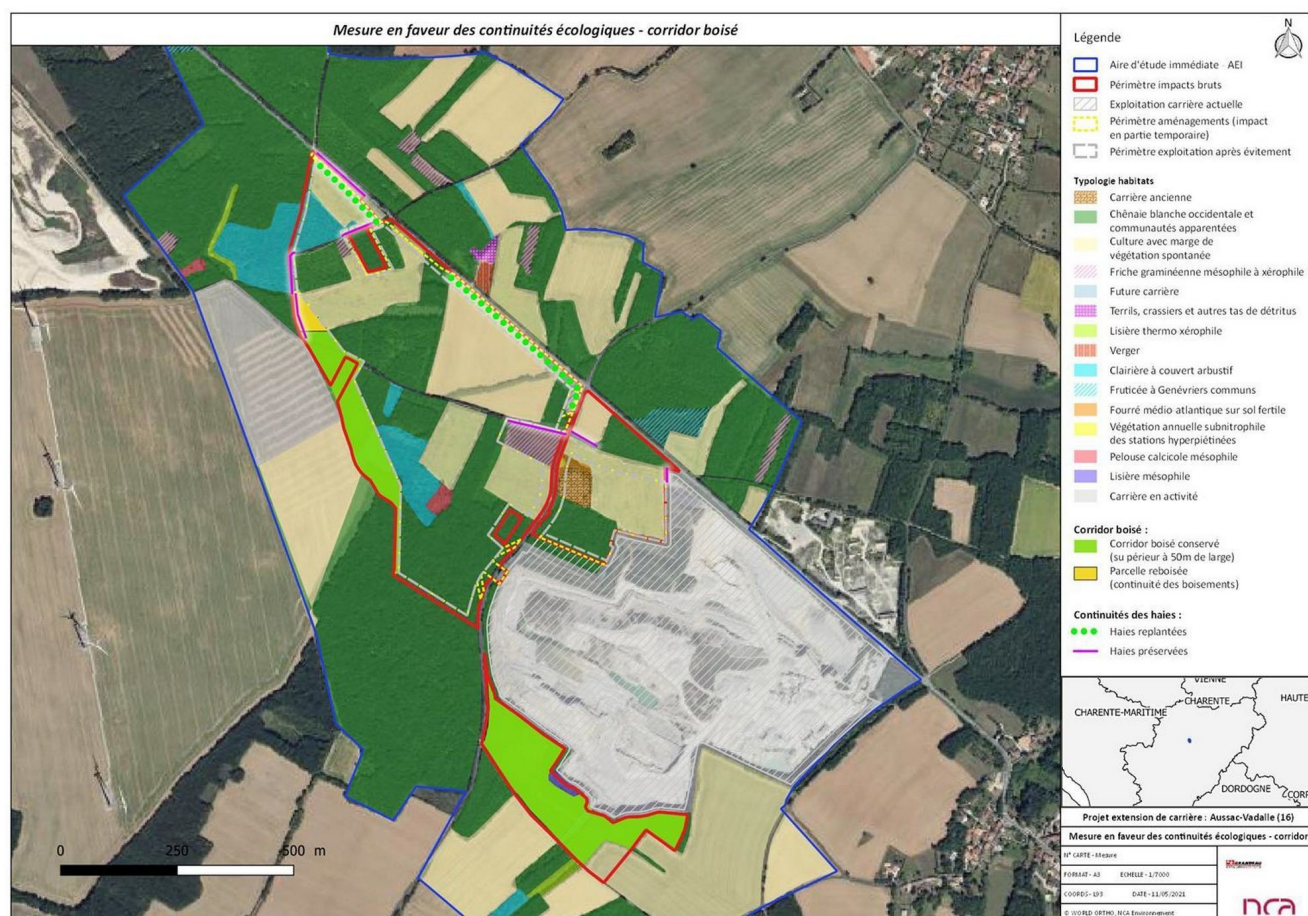 Mesure en faveur des continuités écologiques - corridor boisé
Légende
N
Aire d'étude immédiate - AEI
Périmètre impacts bruts
Exploitation carrière actuelle
Périmètre aménagements (impact
en partie temporaire)
Périmètre exploitation après évitement
Typologie habitats
Carrière ancienne
Chênaie blanche occidentale et
communautés apparentées
Culture avec marge de
végétation spontanée
Friche graminéenne mésophile à xérophile
Future carrière
Terrils, crassiers et autres tas de détritus
Lisière thermo xérophile
Verger
Clairière à couvert arbustif
Fruticée à Genévriers communs
Fourré médio atlantique sur sol fertile
Végétation annuelle subnitrophile
des stations hyperpiétinées
Pelouse calcicole mésophile
Lisière mésophile
Carrière en activité
Corridor boisé :
Corridor boisé conservé
(su périeur à 50m de large)
Parcelle reboisée
(continuité des boisements)
Continuités des haies :
Haies replantées
Haies préservées
VIENNE
CHARENTE
HAUTE
CHARENTE-MARITIME
DORDOGNE
CORR
0 250 500 m
Projet extension de carrière : Aussac-Vadalle (16)
Mesure en faveur des continuités écologiques - corridor
N° CARTE - Mesure
FORMAT - A3 ECHELLE - 1/7000
COORDS - L93 DATE - 11/05/2021
© WORLD ORTHO, NCA Environnement
nca